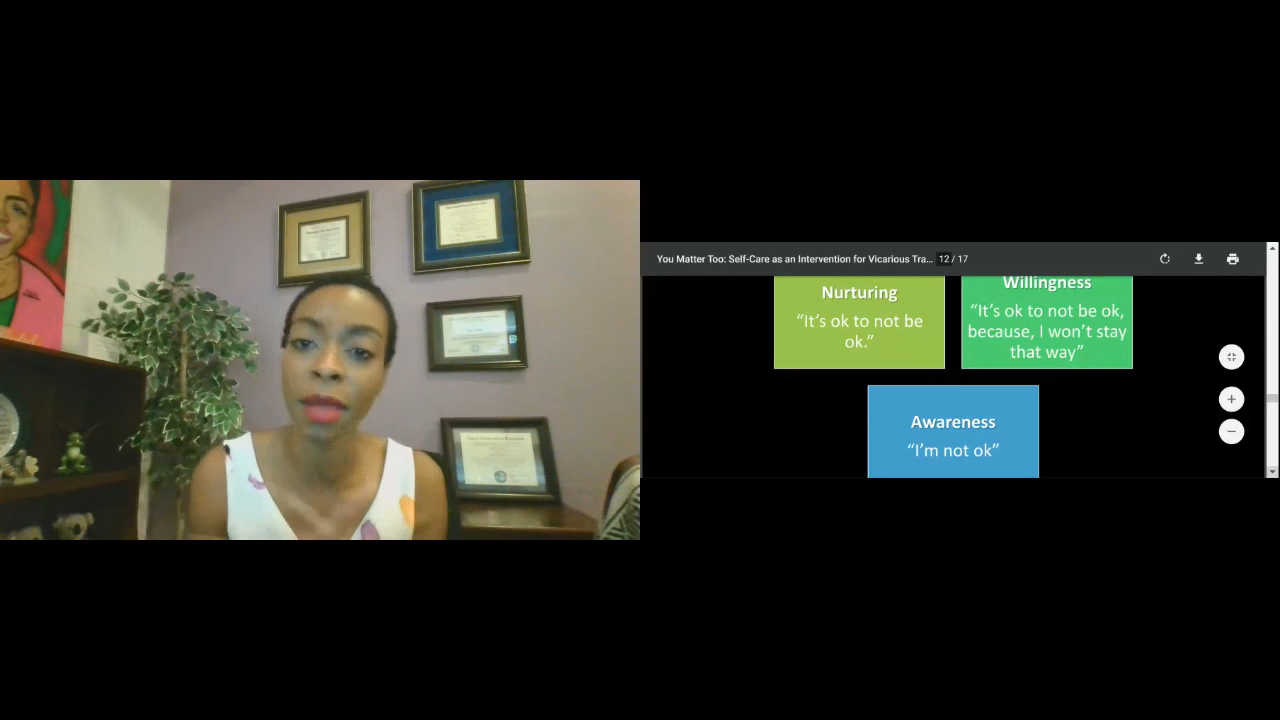 You Matter Too: Self-Care as an Intervention for Vicarious Tra... 12 / 17
Nurturing
“It’s ok to not be
ok.”
Willingness
“It’s ok to not be ok,
because, I won’t stay
that way”
Awareness
“I’m not ok”